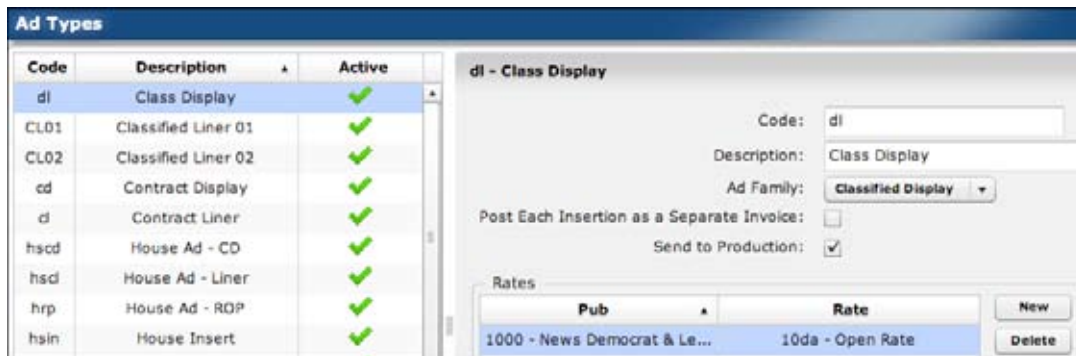 Ad Types
Code Description Active
dl Class Display
CL01 Classified Liner 01
CL02 Classified Liner 02
cd Contract Display
cl Contract Liner
hscd House Ad - CD
hscl House Ad - Liner
hrp House Ad - ROP
hsin House Insert
dl - Class Display
Code: dl
Description: Class Display
Ad Family: Classified Display
Post Each Insertion as a Separate Invoice:
Send to Production:
Rates
Pub Rate
New
1000 - News Democrat & Le... 10da - Open Rate
Delete